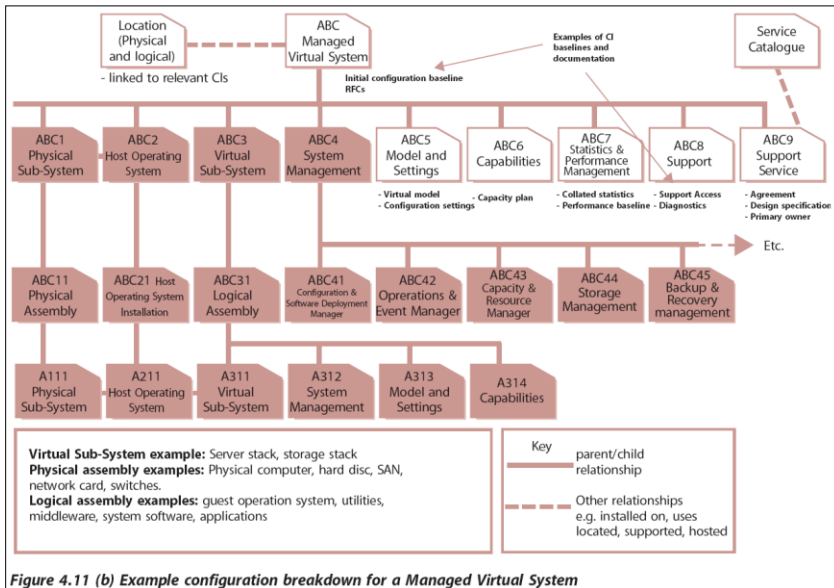 Location
(Physical
and logical)
- linked to relevant CIs
ABC
Managed
Virtual System
Initial configuration baseline
RFCs
Examples of CI
baselines and
documentation
Service
Catalogue
ABC1
Physical
Sub-System
ABC2
Host Operating
System
ABC3
Virtual
Sub-System
ABC4
System
Management
ABC5
Model and
Settings
- Virtual model
- Configuration settings
ABC6
Capabilities
- Capacity plan
ABC7
Statistics &
Performance
Management
- Collated statistics
- Performance baseline
ABC8
Support
- Support Access
- Diagnostics
ABC9
Support
Service
- Agreement
- Design specification
- Primary owner
Etc.
ABC11
Physical
Assembly
ABC21 Host
Operating System
Installation
ABC31
Logical
Assembly
ABC41
Configuration &
Software Deployment
Manager
ABC42
Operations &
Event Manager
ABC43
Capacity &
Resource
Manager
ABC44
Storage
Management
ABC45
Backup &
Recovery
management
A111
Physical
Sub-System
A211
Host Operating
System
A311
Virtual
Sub-System
A312
System
Management
A313
Model and
Settings
A314
Capabilities
Virtual Sub-System example: Server stack, storage stack
Physical assembly examples: Physical computer, hard disc, SAN,
network card, switches.
Logical assembly examples: guest operation system, utilities,
middleware, system software, applications
Key
parent/child
relationship
Other relationships
e.g. installed on, uses
located, supported, hosted
Figure 4.11 (b) Example configuration breakdown for a Managed Virtual System